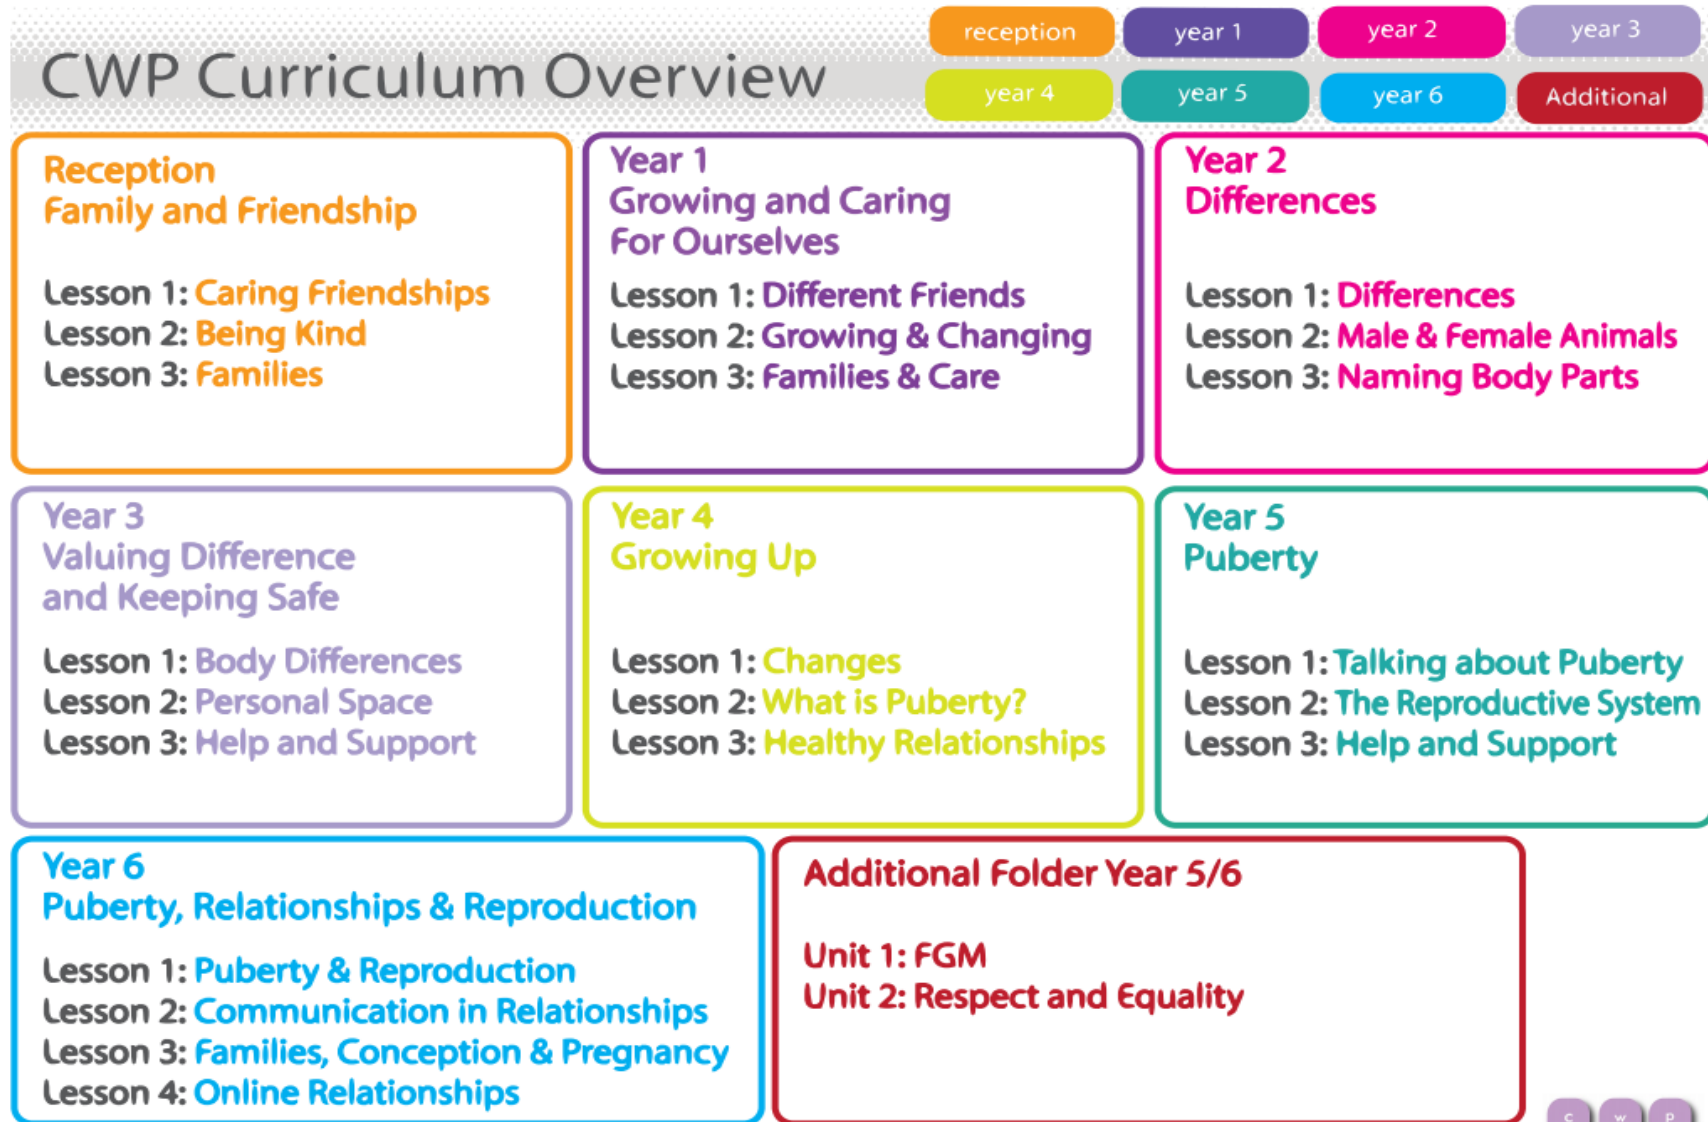 CWP Curriculum Overview
reception
year 1
year 2
year 3
year 4
year 5
year 6
Additional
Reception
Family and Friendship
Lesson 1: Caring Friendships
Lesson 2: Being Kind
Lesson 3: Families
Year 1
Growing and Caring
For Ourselves
Lesson 1: Different Friends
Lesson 2: Growing & Changing
Lesson 3: Families & Care
Year 2
Differences
Lesson 1: Differences
Lesson 2: Male & Female Animals
Lesson 3: Naming Body Parts
Year 3
Valuing Difference
and Keeping Safe
Lesson 1: Body Differences
Lesson 2: Personal Space
Lesson 3: Help and Support
Year 4
Growing Up
Lesson 1: Changes
Lesson 2: What is Puberty?
Lesson 3: Healthy Relationships
Year 5
Puberty
Lesson 1: Talking about Puberty
Lesson 2: The Reproductive System
Lesson 3: Help and Support
Year 6
Puberty, Relationships & Reproduction
Lesson 1: Puberty & Reproduction
Lesson 2: Communication in Relationships
Lesson 3: Families, Conception & Pregnancy
Lesson 4: Online Relationships
Additional Folder Year 5/6
Unit 1: FGM
Unit 2: Respect and Equality
c w p